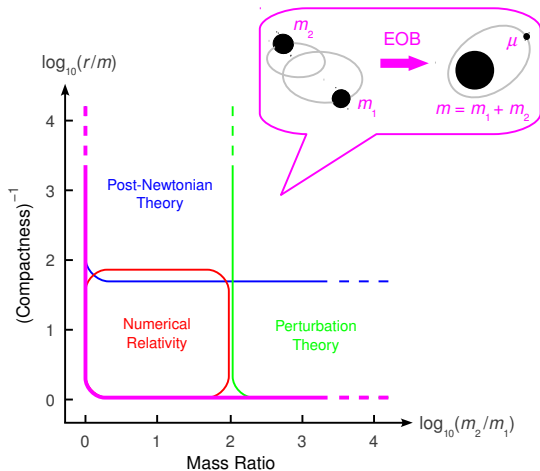 m₂
EOB
μ
m₁
m = m₁ + m₂
log₁₀(r/m)
4
3
2
1
0
(Compactness)⁻¹
Post-Newtonian
Theory
Numerical
Relativity
Perturbation
Theory
0
1
2
3
4
log₁₀(m₂/m₁)
Mass Ratio